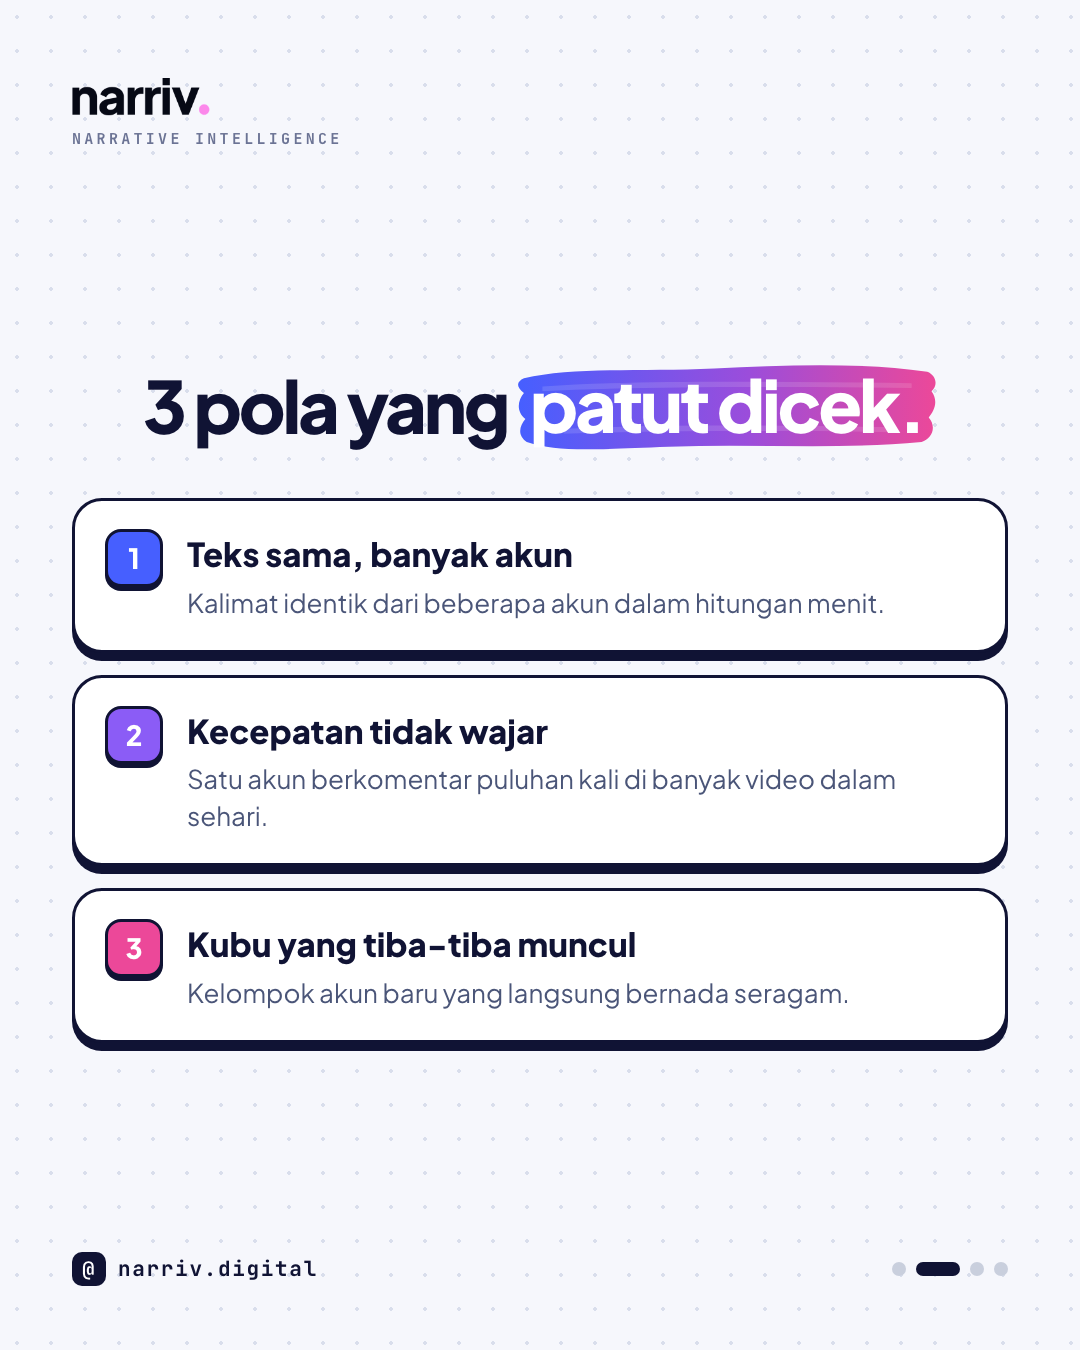 narriv.
NARRATIVE INTELLIGENCE
3 pola yang patut dicek.
1
Teks sama, banyak akun
Kalimat identik dari beberapa akun dalam hitungan menit.
2
Kecepatan tidak wajar
Satu akun berkomentar puluhan kali di banyak video dalam
sehari.
3
Kubu yang tiba-tiba muncul
Kelompok akun baru yang langsung bernada seragam.
@ narriv.digital